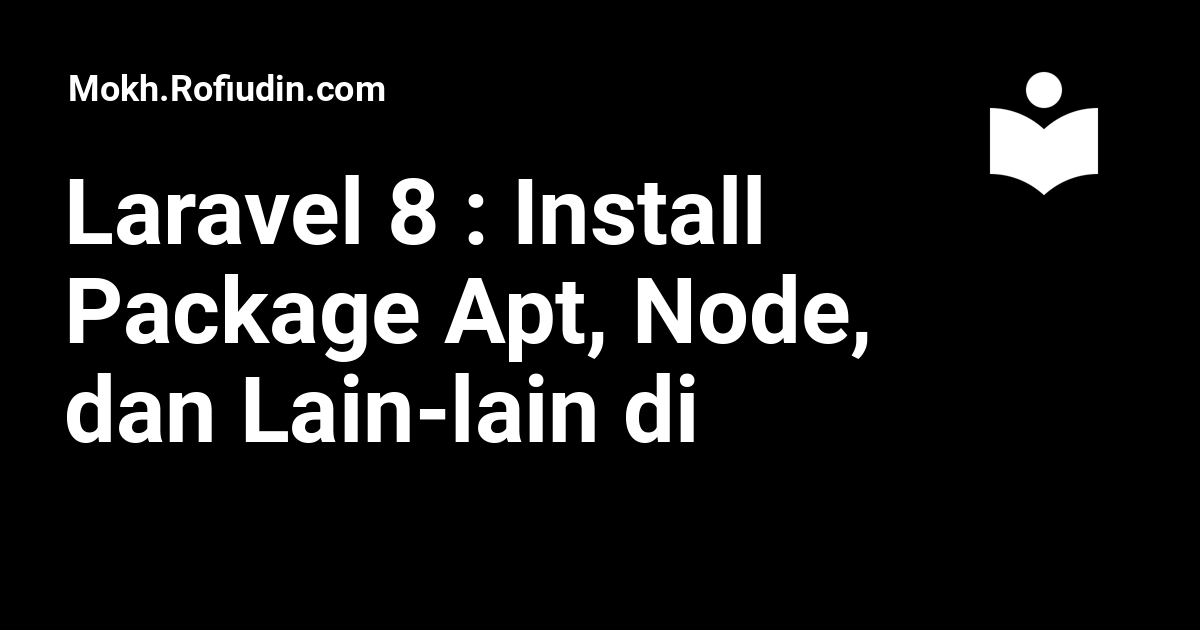 Mokh.Rofiudin.com
Laravel 8 : Install
Package Apt, Node,
dan Lain-lain di